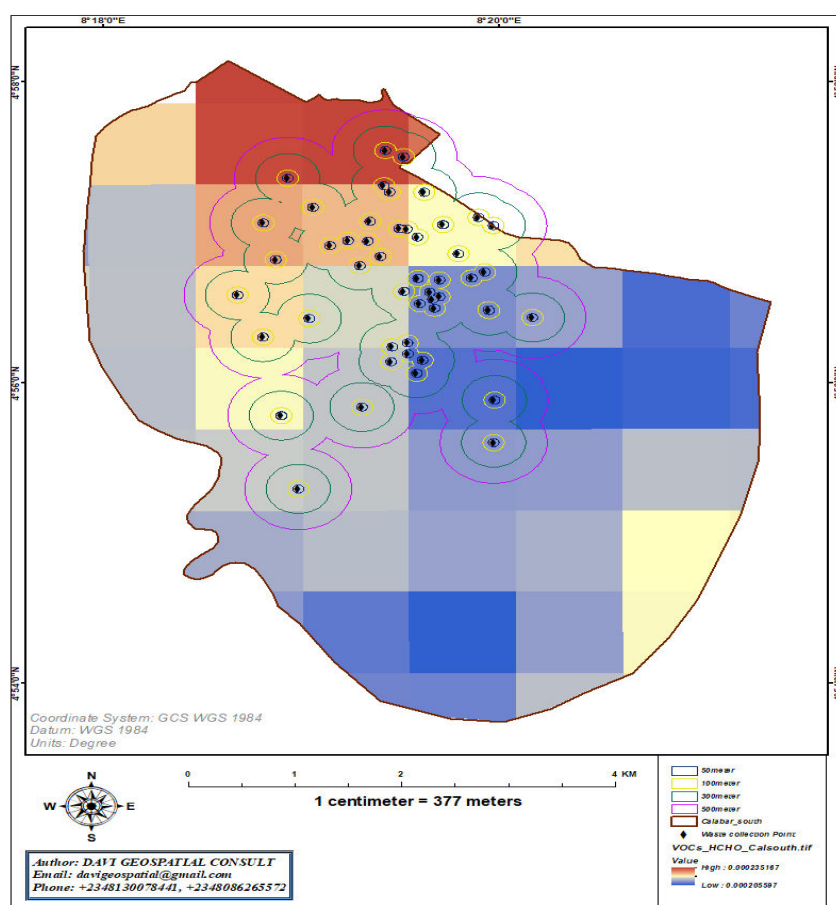 8°18'0"E
8°20'0"E
4°58'0"N
4°56'0"N
4°54'0"N
Coordinate System: GCS WGS 1984
Datum: WGS 1984
Units: Degree
N
W
E
S
0
1
2
4
KM
1 centimeter = 377 meters
Author: DAVI GEOSPATIAL CONSULT
Email: davigeospatial@gmail.com
Phone: +2348130078441, +2348086265572
50meter
100meter
300meter
500meter
Calabar_south
Waste collection Point
VOCs_HCHO_Calsouth.tif
Value
High : 0.000235167
Low : 0.000205597